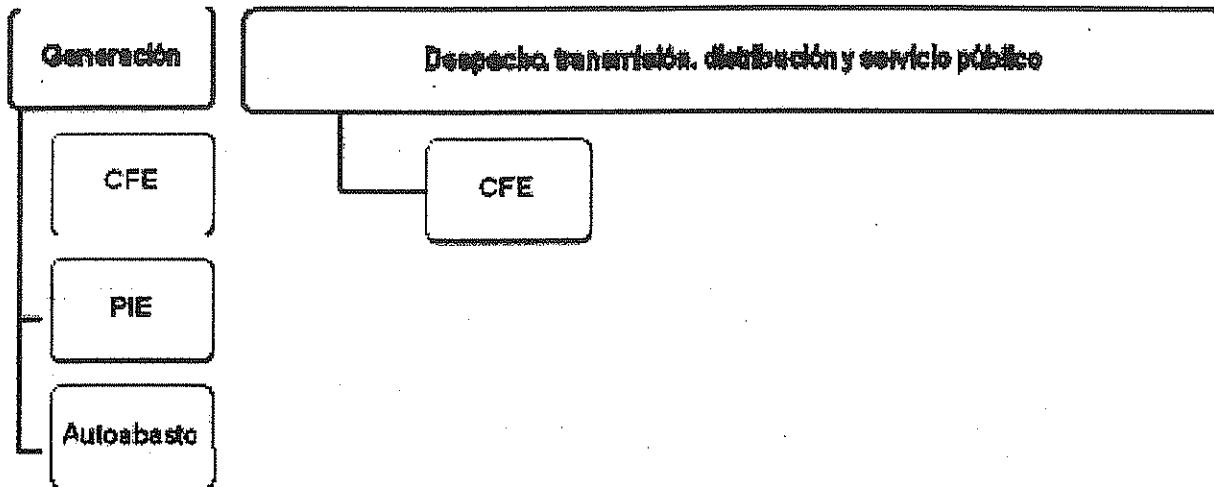 Generación
Despacho, transmisión, distribución y servicio público
CFE
CFE
PIE
Autoabasto